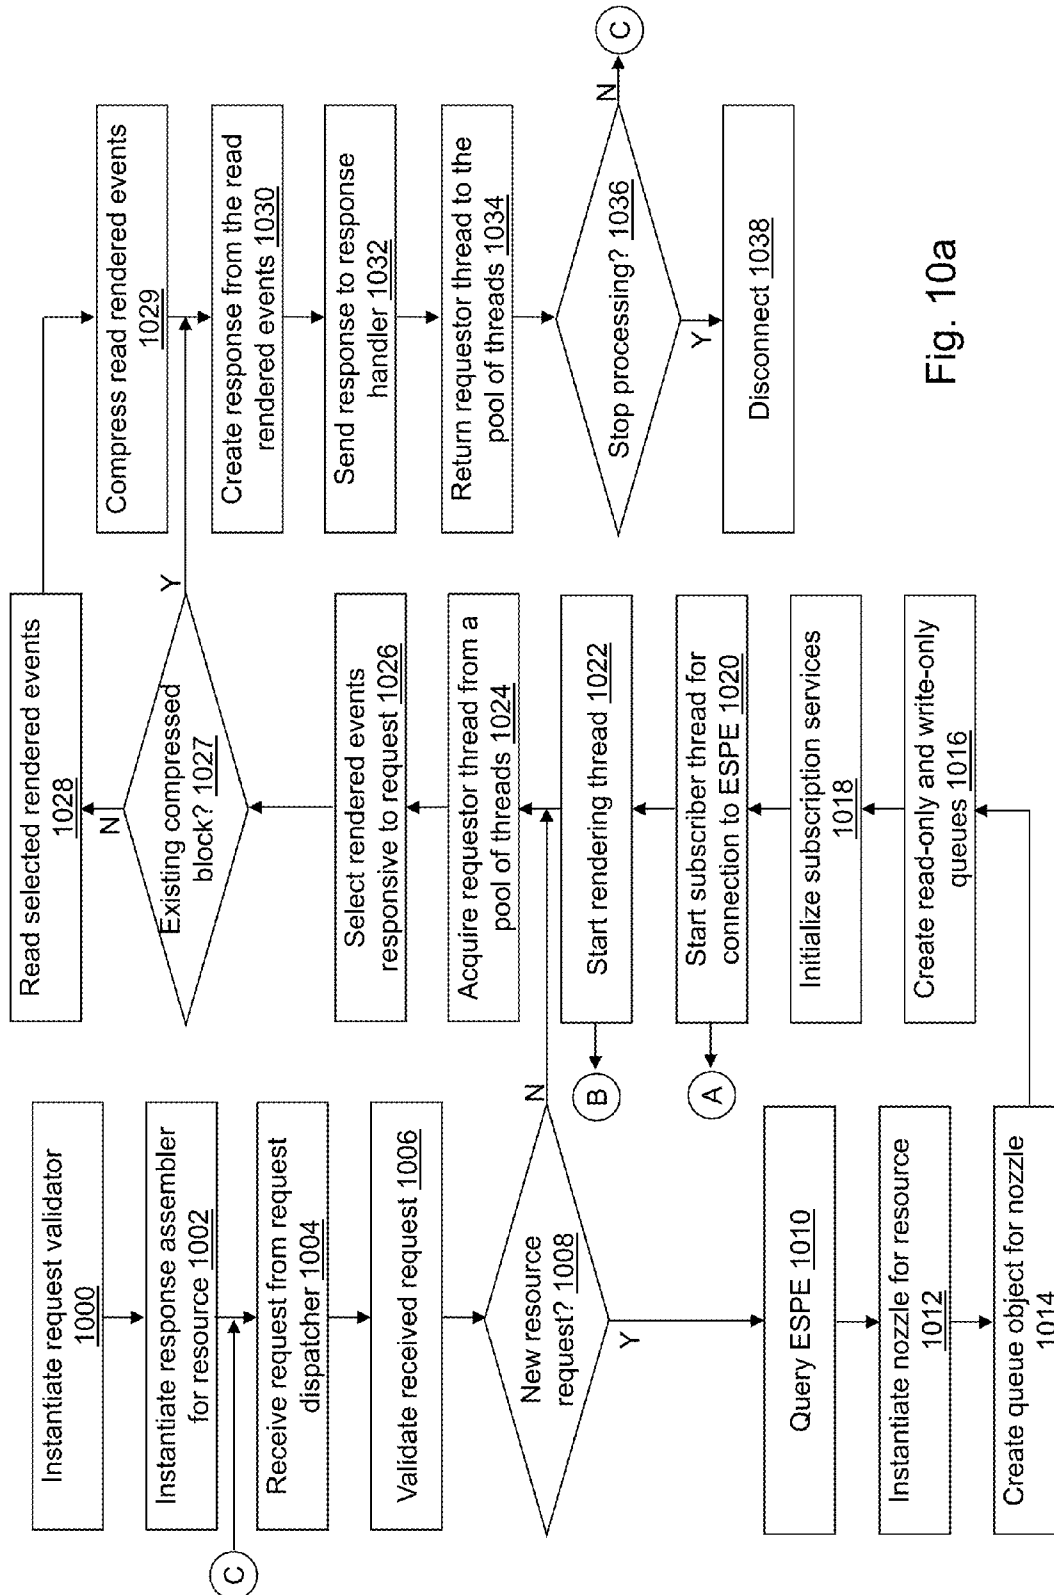 Instantiate request validator
1000
Instantiate response assembler
for resource 1002
C
Receive request from request
dispatcher 1004
Validate received request 1006
New resource
request? 1008
N
Y
Query ESPE 1010
Instantiate nozzle for resource
1012
Create queue object for nozzle
1014
Create read-only and write-only
queues 1016
Initialize subscription services
1018
Start subscriber thread for
connection to ESPE 1020
A
Start rendering thread 1022
B
Acquire requestor thread from a
pool of threads 1024
Select rendered events
responsive to request 1026
Existing compressed
block? 1027
N
Y
Read selected rendered events
1028
Compress read rendered events
1029
Create response from the read
rendered events 1030
Send response to response
handler 1032
Return requestor thread to the
pool of threads 1034
Stop processing? 1036
N
C
Y
Disconnect 1038
Fig. 10a